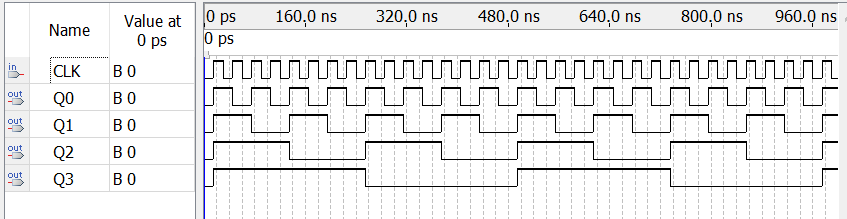 Name
Value at
0 ps
0 ps 160.0 ns 320.0 ns 480.0 ns 640.0 ns 800.0 ns 960.0 ns
0 ps
in CLK B 0
out Q0 B 0
out Q1 B 0
out Q2 B 0
out Q3 B 0